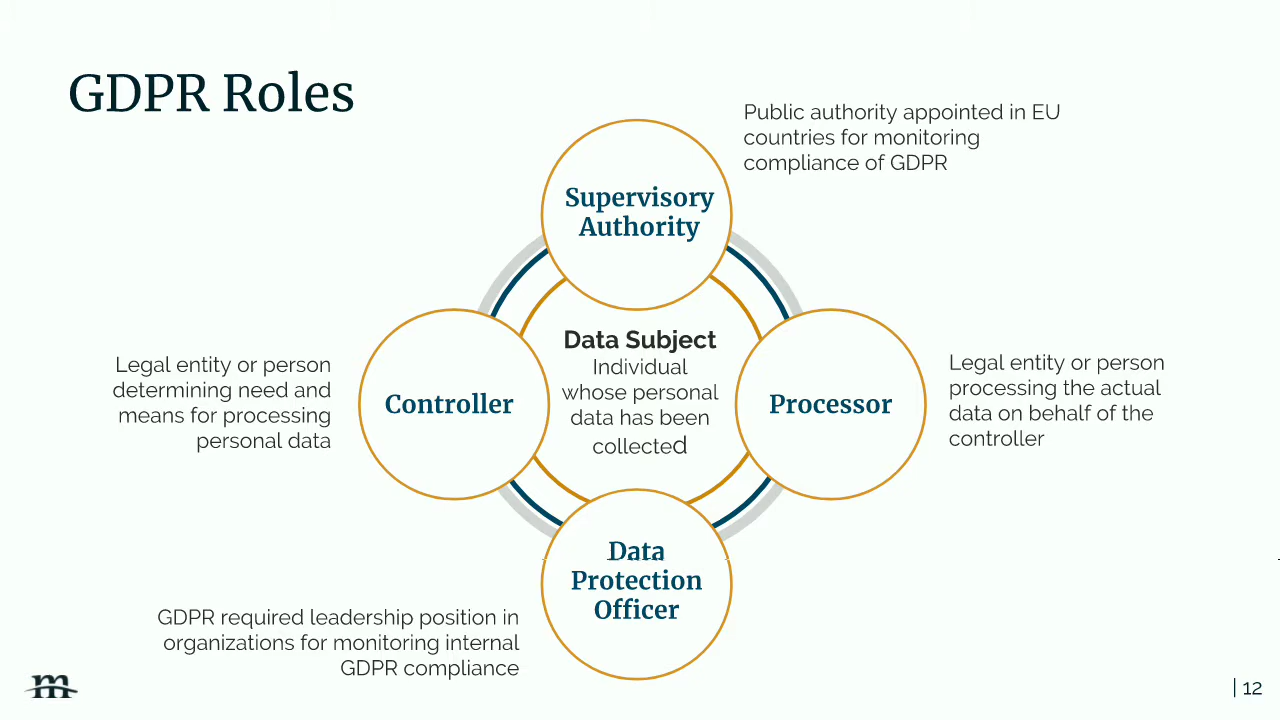 GDPR Roles
Public authority appointed in EU
countries for monitoring
compliance of GDPR
Supervisory
Authority
Legal entity or person
determining need and
means for processing
personal data
Controller
Data Subject
Individual
whose personal
data has been
collected
Processor
Legal entity or person
processing the actual
data on behalf of the
controller
Data
Protection
Officer
GDPR required leadership position in
organizations for monitoring internal
GDPR compliance
m
| 12